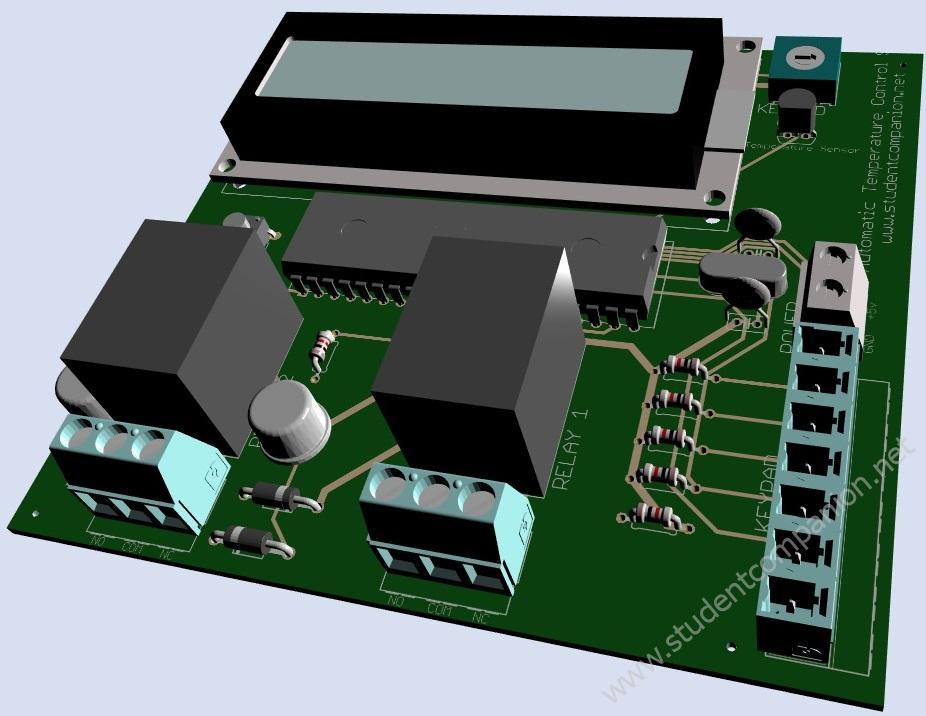 Automatic Temperature Control
www.studentcompanion.net
Temperature Sensor
POWER
GND
+5v
KEYPAD
RELAY 1
NO COM NC
NO COM NC
www.studentcompanion.net